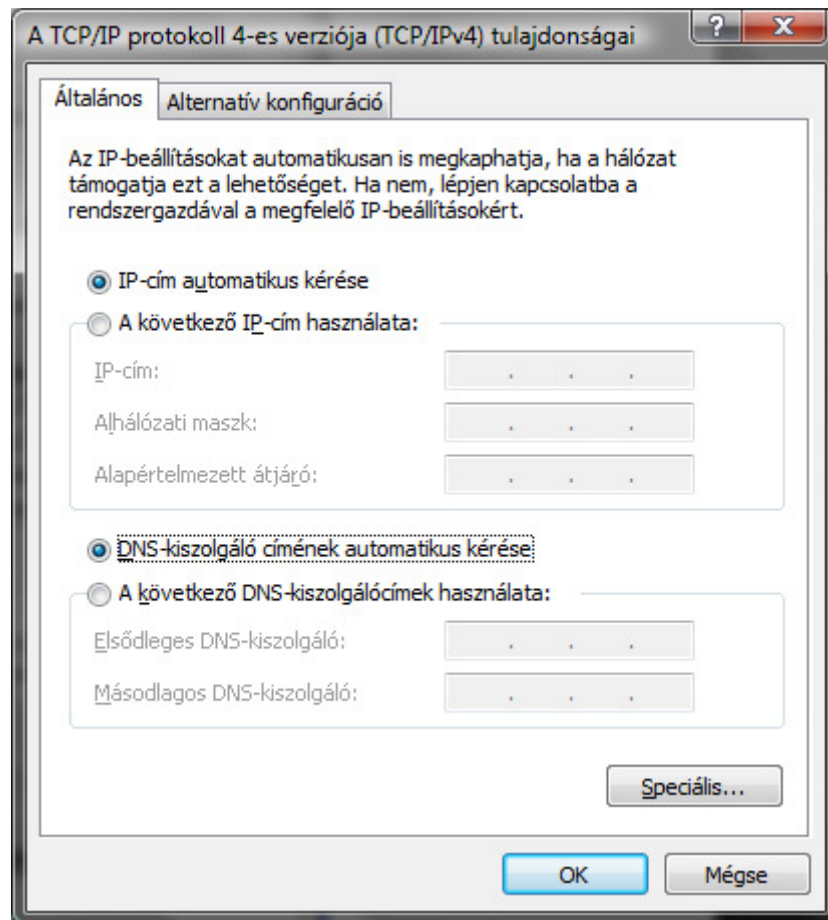 A TCP/IP protokoll 4-es verziója (TCP/IPv4) tulajdonságai
?
Általános
Alternatív konfiguráció
Az IP-beállításokat automatikusan is megkaphatja, ha a hálózat
támogatja ezt a lehetőséget. Ha nem, lépjen kapcsolatba a
rendszergazdával a megfelelő IP-beállításokért.
IP-cím automatikus kérése
A következő IP-cím használata:
IP-cím:
Alhálózati maszk:
Alapértelmezett átjáró:
DNS-kiszolgáló címének automatikus kérése
A következő DNS-kiszolgálócímek használata:
Elsődleges DNS-kiszolgáló:
Másodlagos DNS-kiszolgáló:
Speciális...
OK
Mégse